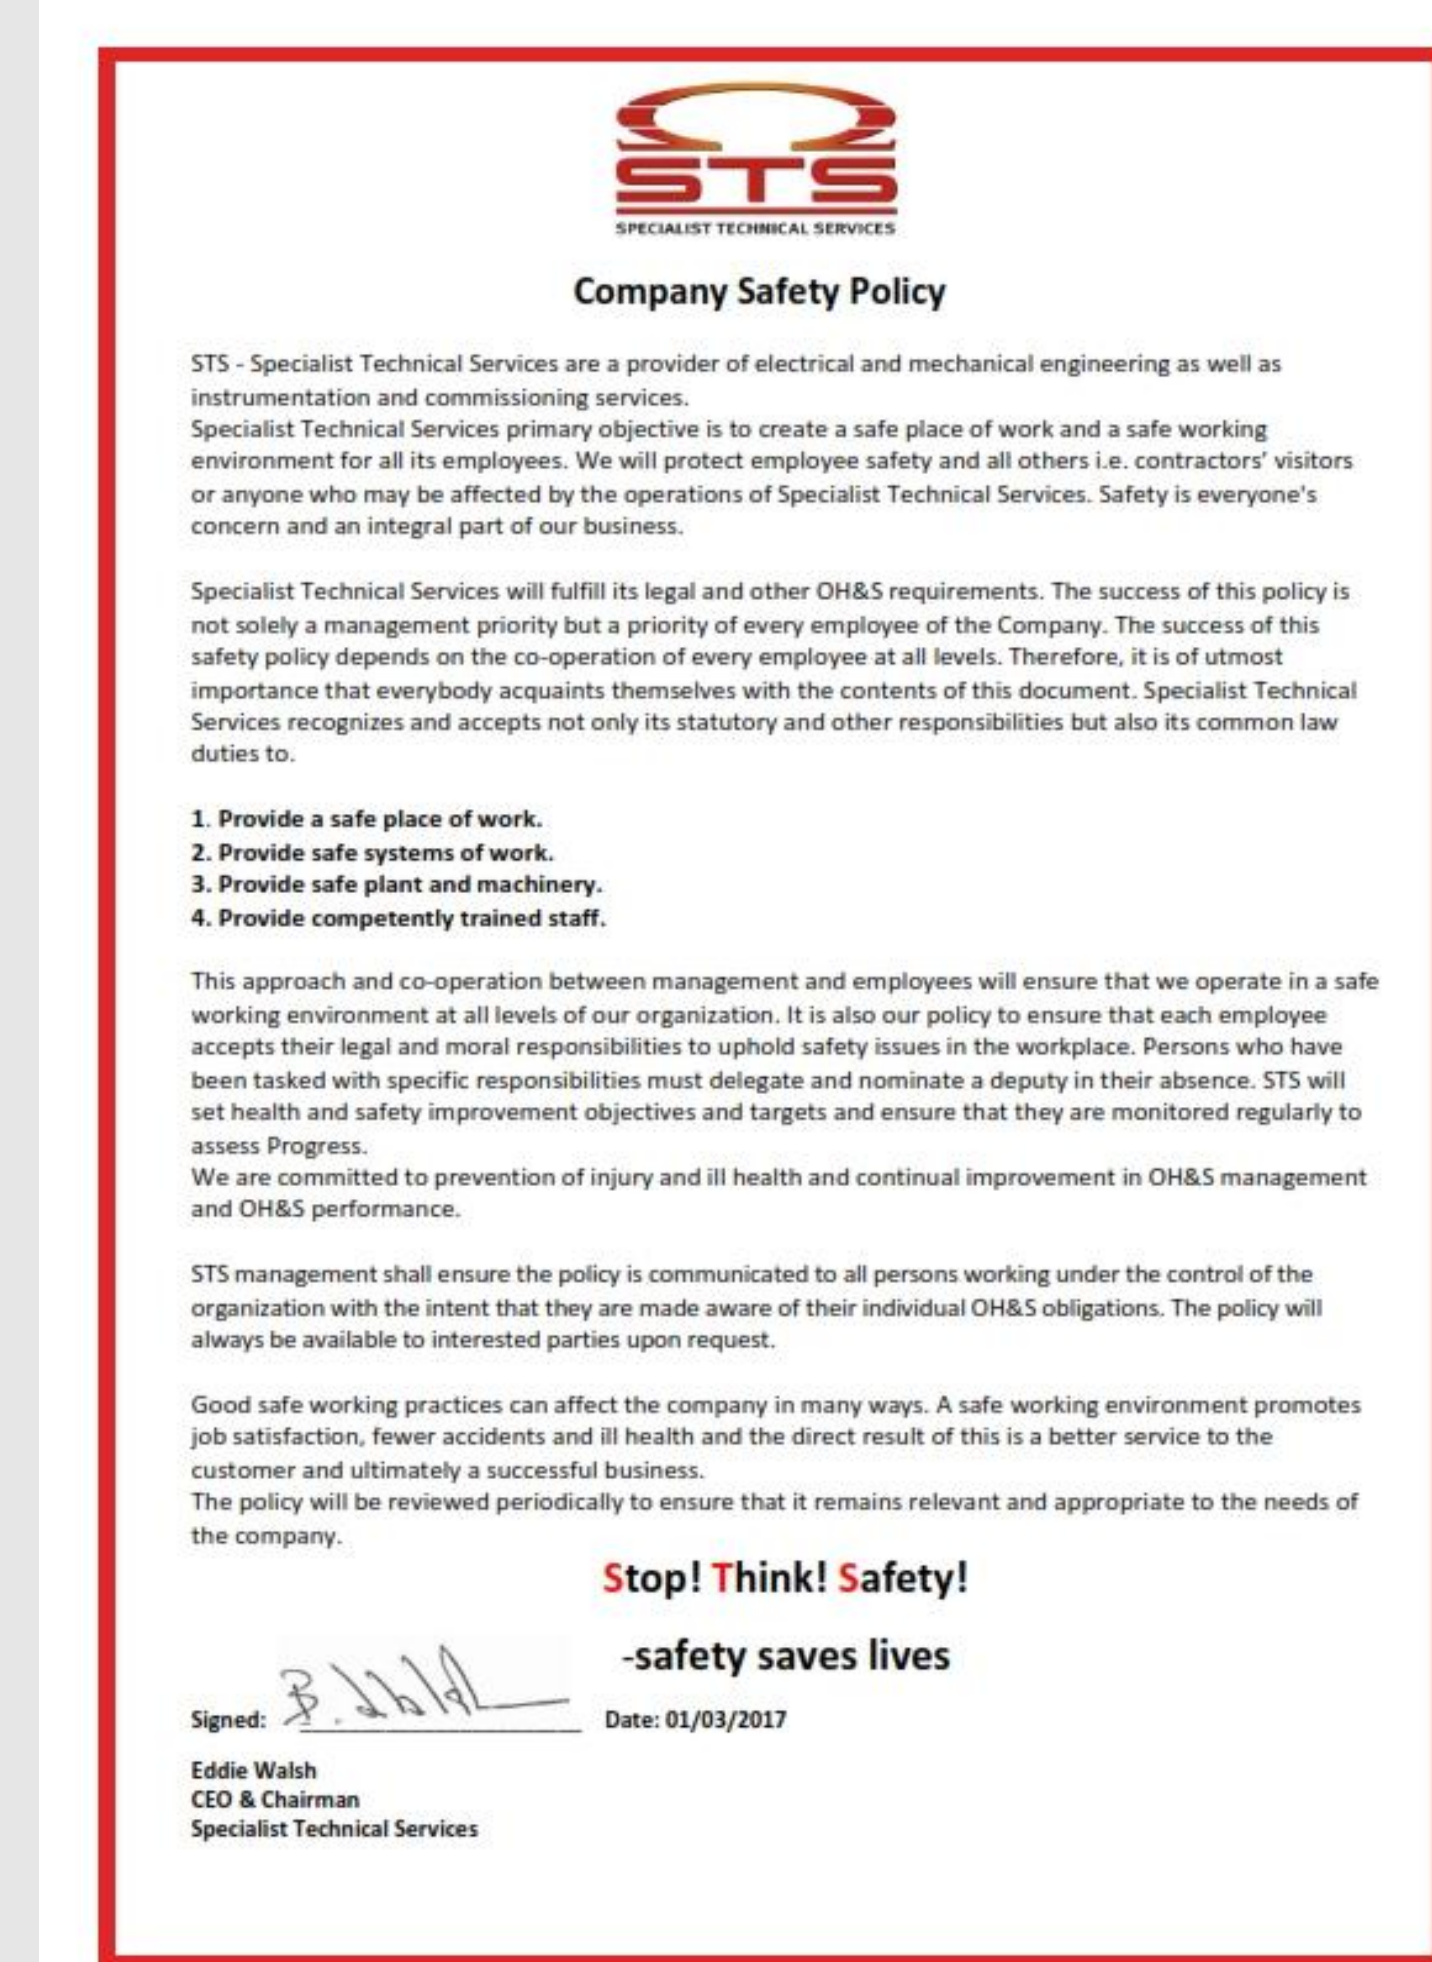 STS
SPECIALIST TECHNICAL SERVICES
Company Safety Policy
STS - Specialist Technical Services are a provider of electrical and mechanical engineering as well as
instrumentation and commissioning services.
Specialist Technical Services primary objective is to create a safe place of work and a safe working
environment for all its employees. We will protect employee safety and all others i.e. contractors' visitors
or anyone who may be affected by the operations of Specialist Technical Services. Safety is everyone's
concern and an integral part of our business.
Specialist Technical Services will fulfill its legal and other OH&S requirements. The success of this policy is
not solely a management priority but a priority of every employee of the Company. The success of this
safety policy depends on the co-operation of every employee at all levels. Therefore, it is of utmost
importance that everybody acquaints themselves with the contents of this document. Specialist Technical
Services recognizes and accepts not only its statutory and other responsibilities but also its common law
duties to.
1. Provide a safe place of work.
2. Provide safe systems of work.
3. Provide safe plant and machinery.
4. Provide competently trained staff.
This approach and co-operation between management and employees will ensure that we operate in a safe
working environment at all levels of our organization. It is also our policy to ensure that each employee
accepts their legal and moral responsibilities to uphold safety issues in the workplace. Persons who have
been tasked with specific responsibilities must delegate and nominate a deputy in their absence. STS will
set health and safety improvement objectives and targets and ensure that they are monitored regularly to
assess Progress.
We are committed to prevention of injury and ill health and continual improvement in OH&S management
and OH&S performance.
STS management shall ensure the policy is communicated to all persons working under the control of the
organization with the intent that they are made aware of their individual OH&S obligations. The policy will
always be available to interested parties upon request.
Good safe working practices can affect the company in many ways. A safe working environment promotes
job satisfaction, fewer accidents and ill health and the direct result of this is a better service to the
customer and ultimately a successful business.
The policy will be reviewed periodically to ensure that it remains relevant and appropriate to the needs of
the company.
Stop! Think! Safety!
-safety saves lives
Signed: Date: 01/03/2017
Eddie Walsh
CEO & Chairman
Specialist Technical Services